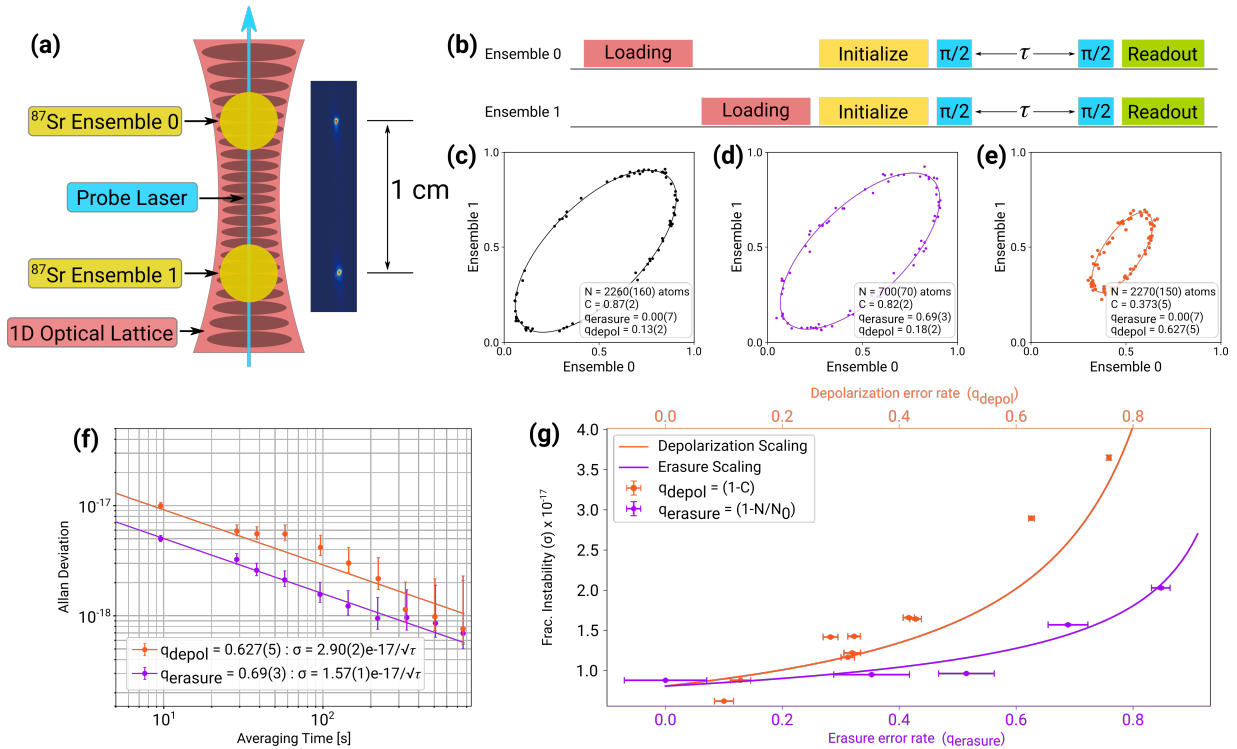 (a)
⁸⁷Sr Ensemble 0
Probe Laser
1 cm
⁸⁷Sr Ensemble 1
1D Optical Lattice
(b)
Ensemble 0
Loading
Initialize
π/2
τ
π/2
Readout
Ensemble 1
Loading
Initialize
π/2
τ
π/2
Readout
(c)
1.0
0.5
0.0
Ensemble 1
N = 2260(160) atoms
C = 0.87(2)
qerasure = 0.00(7)
qdepol = 0.13(2)
0.0 0.5 1.0
Ensemble 0
(d)
1.0
0.5
0.0
Ensemble 1
N = 700(70) atoms
C = 0.82(2)
qerasure = 0.69(3)
qdepol = 0.18(2)
0.0 0.5 1.0
Ensemble 0
(e)
1.0
0.5
0.0
Ensemble 1
N = 2270(150) atoms
C = 0.373(5)
qerasure = 0.00(7)
qdepol = 0.627(5)
0.0 0.5 1.0
Ensemble 0
(f)
10⁻¹⁷
10⁻¹⁸
Allan Deviation
q_depol = 0.627(5) : σ = 2.90(2)e-17/√τ
q_erasure = 0.69(3) : σ = 1.57(1)e-17/√τ
10¹ 10²
Averaging Time [s]
Depolarization error rate (q_depol)
0.0 0.2 0.4 0.6 0.8
(g)
4.0
3.5
3.0
2.5
2.0
1.5
1.0
Frac. Instability (σ) x 10⁻¹⁷
Depolarization Scaling
Erasure Scaling
q_depol = (1-C)
q_erasure = (1-N/N₀)
0.0 0.2 0.4 0.6 0.8
Erasure error rate (q_erasure)